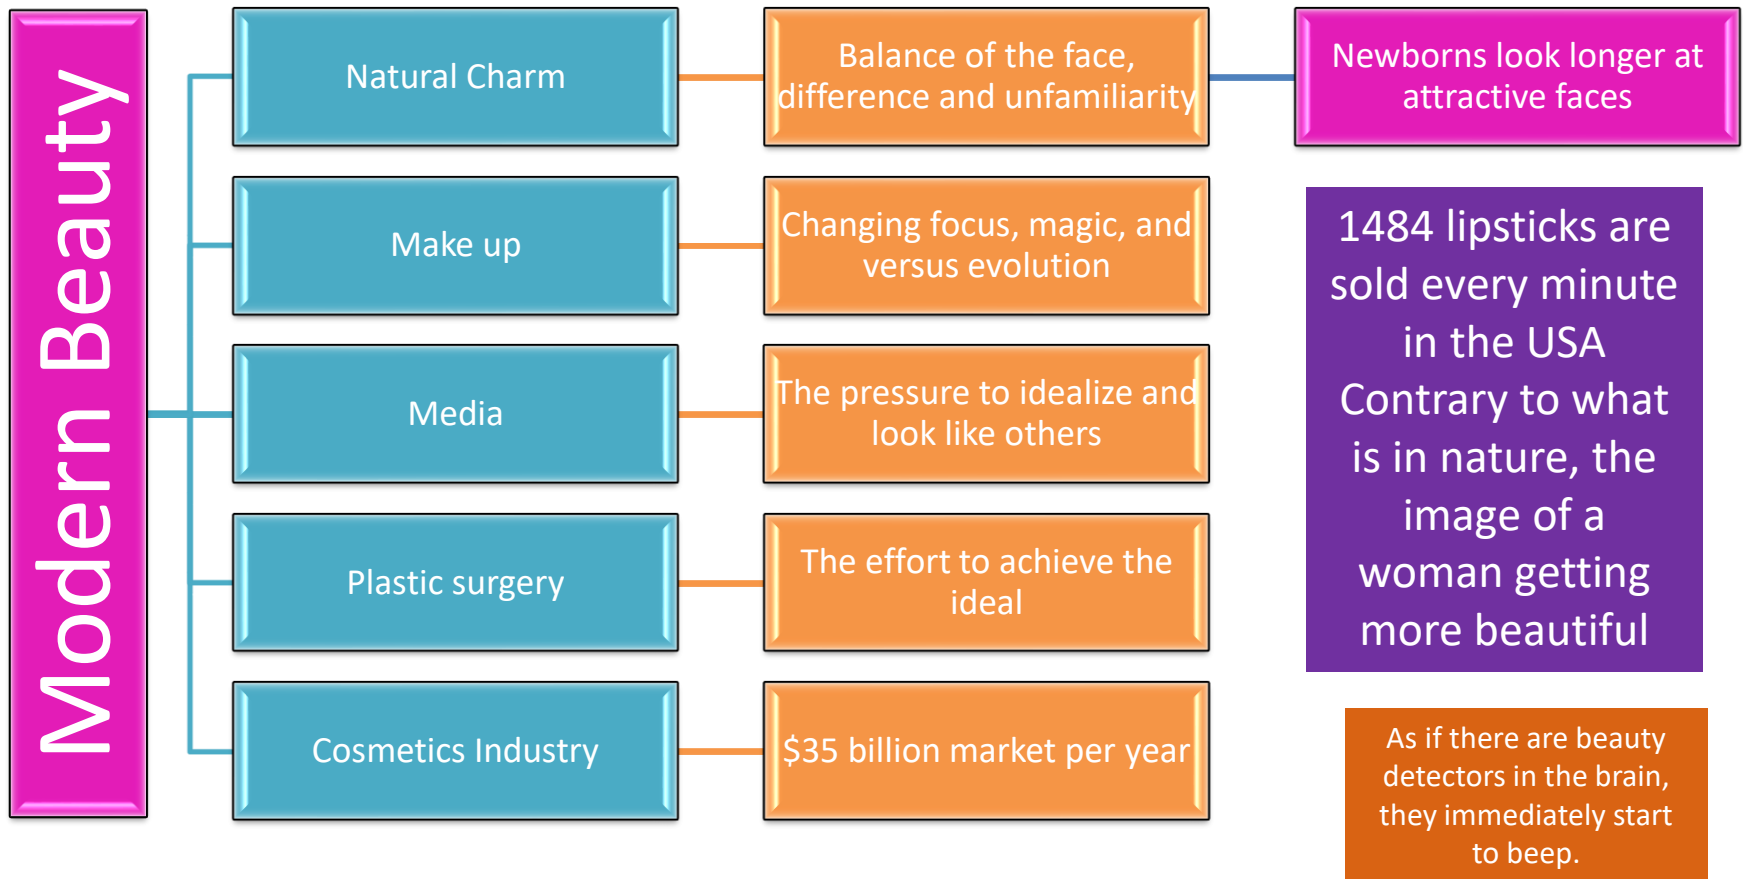 Modern Beauty
Natural Charm
Balance of the face,
difference and unfamiliarity
Newborns look longer at
attractive faces
Make up
Changing focus, magic, and
versus evolution
Media
The pressure to idealize and
look like others
Plastic surgery
The effort to achieve the
ideal
Cosmetics Industry
$35 billion market per year
1484 lipsticks are
sold every minute
in the USA
Contrary to what
is in nature, the
image of a
woman getting
more beautiful
As if there are beauty
detectors in the brain,
they immediately start
to beep.